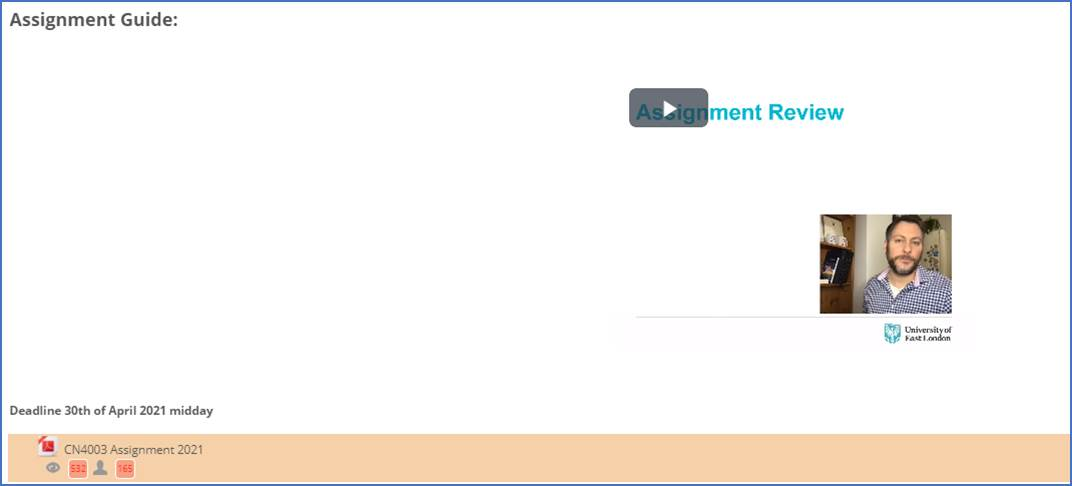 Assignment Guide:
Assignment Review
University of
East London
Deadline 30th of April 2021 midday
CN4003 Assignment 2021
532 165